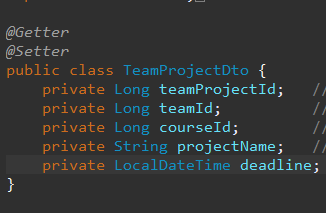 @Getter
@Setter
public class TeamProjectDto {
    private Long teamProjectId;   //
    private Long teamId;          //
    private Long courseId;        //
    private String projectName;   //
    private LocalDateTime deadline;
}